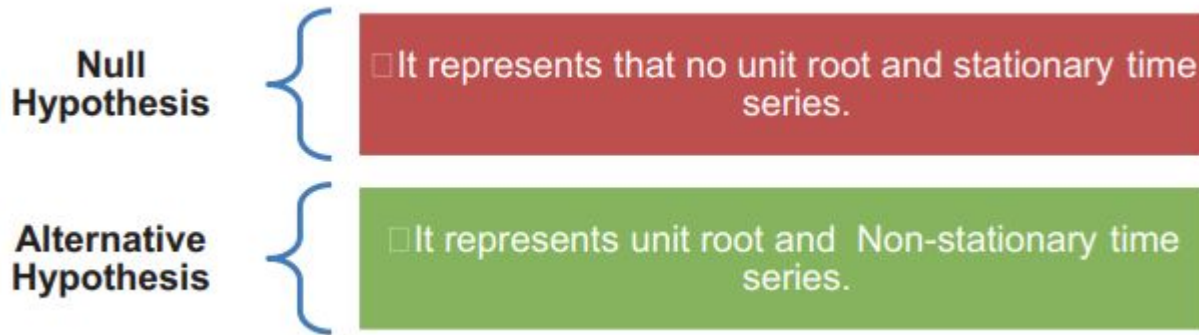 Null
Hypothesis
□It represents that no unit root and stationary time
series.
Alternative
Hypothesis
□It represents unit root and  Non-stationary time
series.